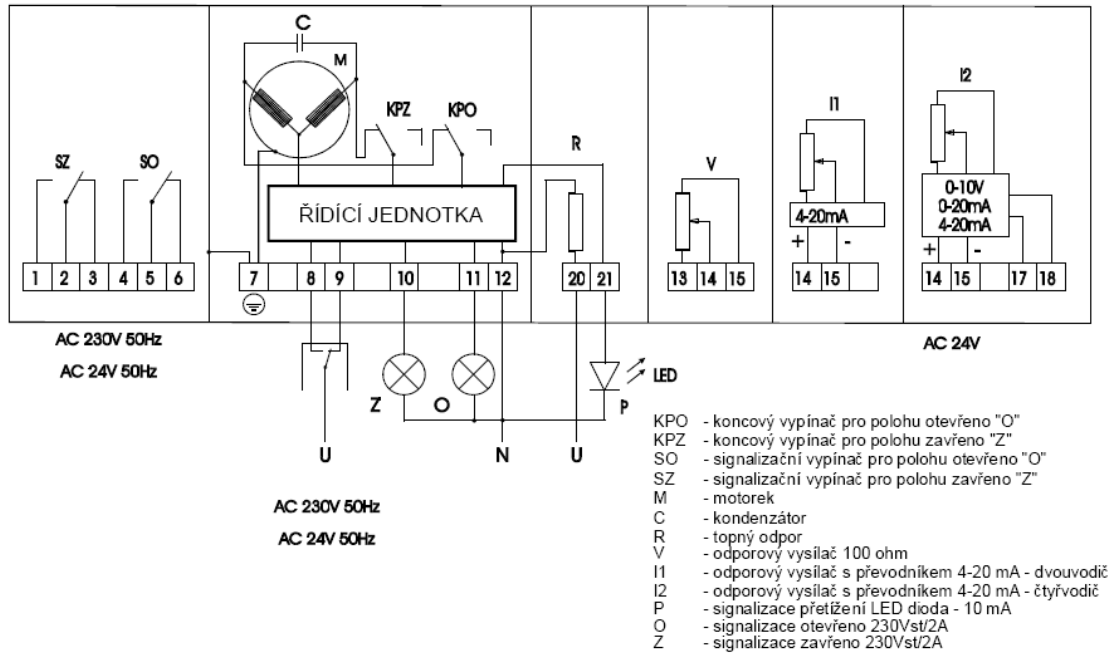 C
M
KPZ
KPO
R
SZ
SO
ŘÍDÍCÍ JEDNOTKA
V
I1
4-20mA
+ -
I2
0-10V
0-20mA
4-20mA
+ -
1 2 3 4 5 6
7 8 9 10 11 12
20 21
13 14 15
14 15
14 15 17 18
AC 230V 50Hz
AC 24V 50Hz
AC 24V
Z
O
P
LED
U
N
U
AC 230V 50Hz
AC 24V 50Hz
KPO - koncový vypínač pro polohu otevřeno "O"
KPZ - koncový vypínač pro polohu zavřeno "Z"
SO - signalizační vypínač pro polohu otevřeno "O"
SZ - signalizační vypínač pro polohu zavřeno "Z"
M - motorek
C - kondenzátor
R - topný odpor
V - odporový vysílač 100 ohm
I1 - odporový vysílač s převodníkem 4-20 mA - dvouvodič
I2 - odporový vysílač s převodníkem 4-20 mA - čtyřvodič
P - signalizace přetížení LED dioda - 10 mA
O - signalizace otevřeno 230Vst/2A
Z - signalizace zavřeno 230Vst/2A